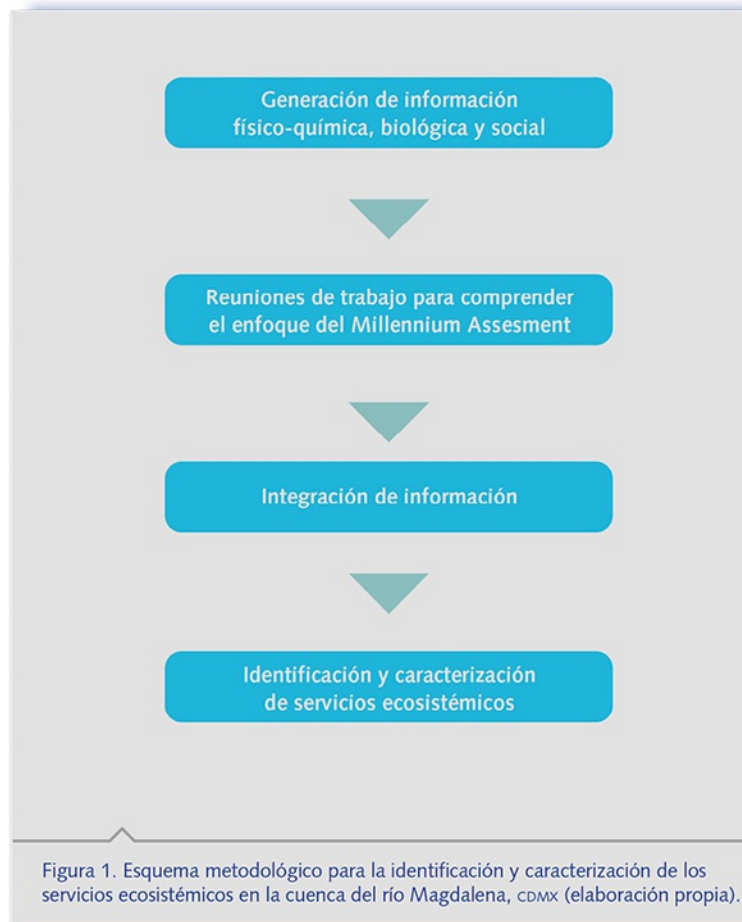 Generación de información
físico-química, biológica y social
Reuniones de trabajo para comprender
el enfoque del Millennium Assesment
Integración de información
Identificación y caracterización
de servicios ecosistémicos
Figura 1. Esquema metodológico para la identificación y caracterización de los
servicios ecosistémicos en la cuenca del río Magdalena, CDMX (elaboración propia).